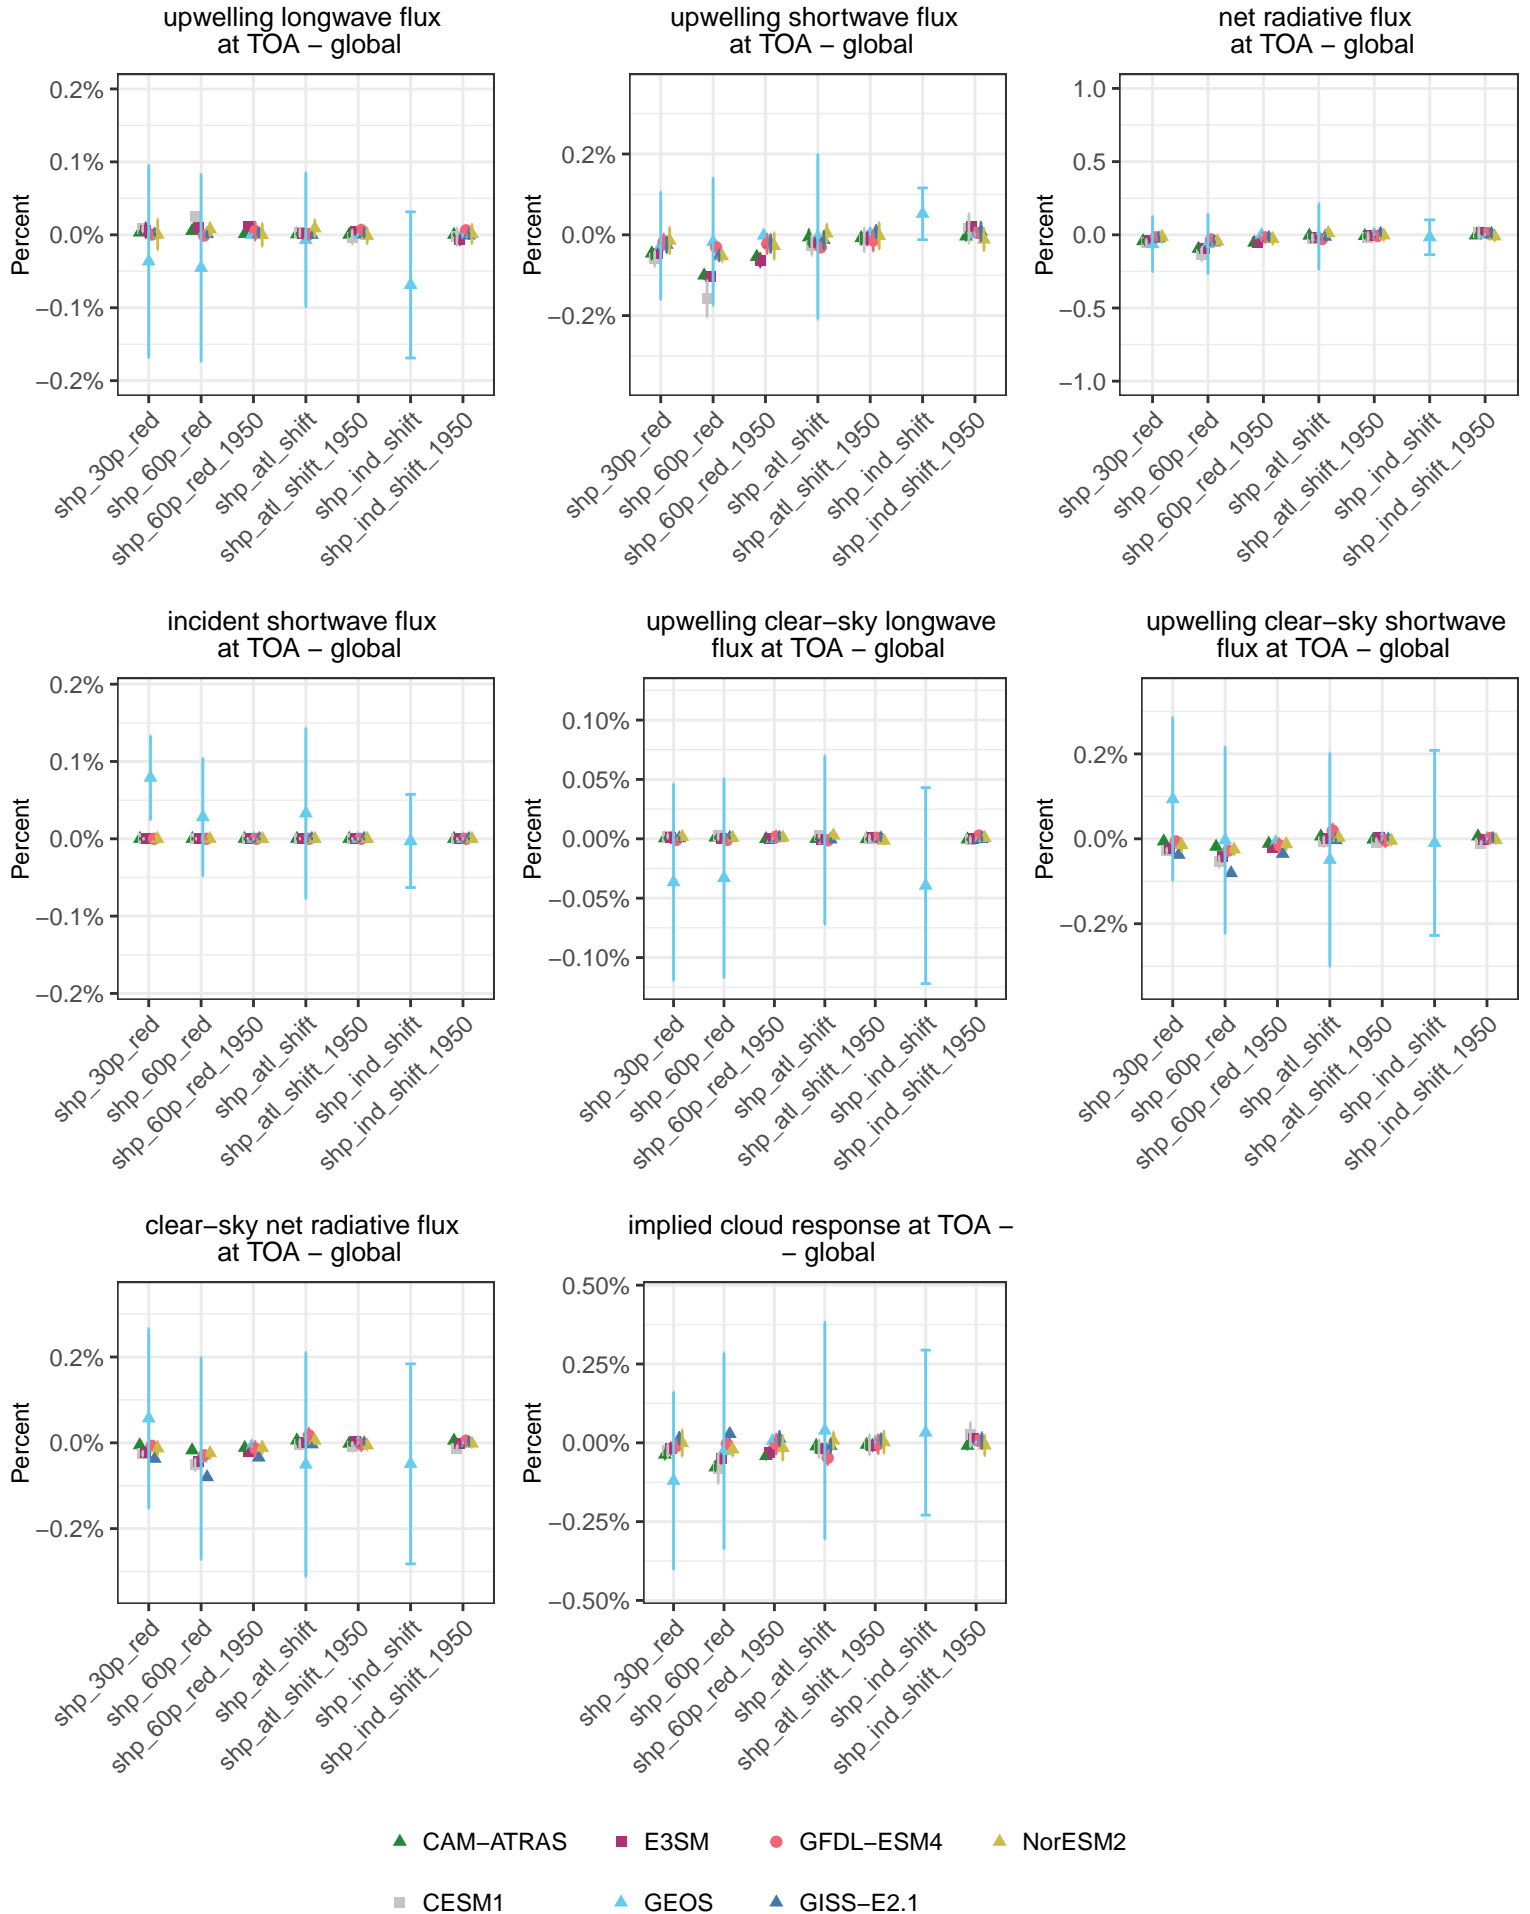 upwelling longwave flux
at TOA − global
upwelling shortwave flux
at TOA − global
net radiative flux
at TOA − global
Percent
0.2%
0.1%
0.0%
−0.1%
−0.2%
shp_30p_red
shp_60p_red
shp_60p_red_1950
shp_atl_shift
shp_atl_shift_1950
shp_ind_shift
shp_ind_shift_1950
Percent
0.2%
0.0%
−0.2%
shp_30p_red
shp_60p_red
shp_60p_red_1950
shp_atl_shift
shp_atl_shift_1950
shp_ind_shift
shp_ind_shift_1950
Percent
1.0
0.5
0.0
−0.5
−1.0
shp_30p_red
shp_60p_red
shp_60p_red_1950
shp_atl_shift
shp_atl_shift_1950
shp_ind_shift
shp_ind_shift_1950
incident shortwave flux
at TOA − global
upwelling clear−sky longwave
flux at TOA − global
upwelling clear−sky shortwave
flux at TOA − global
Percent
0.2%
0.1%
0.0%
−0.1%
−0.2%
shp_30p_red
shp_60p_red
shp_60p_red_1950
shp_atl_shift
shp_atl_shift_1950
shp_ind_shift
shp_ind_shift_1950
Percent
0.10%
0.05%
0.00%
−0.05%
−0.10%
shp_30p_red
shp_60p_red
shp_60p_red_1950
shp_atl_shift
shp_atl_shift_1950
shp_ind_shift
shp_ind_shift_1950
Percent
0.2%
0.0%
−0.2%
shp_30p_red
shp_60p_red
shp_60p_red_1950
shp_atl_shift
shp_atl_shift_1950
shp_ind_shift
shp_ind_shift_1950
clear−sky net radiative flux
at TOA − global
implied cloud response at TOA −
− global
Percent
0.2%
0.0%
−0.2%
shp_30p_red
shp_60p_red
shp_60p_red_1950
shp_atl_shift
shp_atl_shift_1950
shp_ind_shift
shp_ind_shift_1950
Percent
0.50%
0.25%
0.00%
−0.25%
−0.50%
shp_30p_red
shp_60p_red
shp_60p_red_1950
shp_atl_shift
shp_atl_shift_1950
shp_ind_shift
shp_ind_shift_1950
CAM−ATRAS
E3SM
GFDL−ESM4
NorESM2
CESM1
GEOS
GISS−E2.1